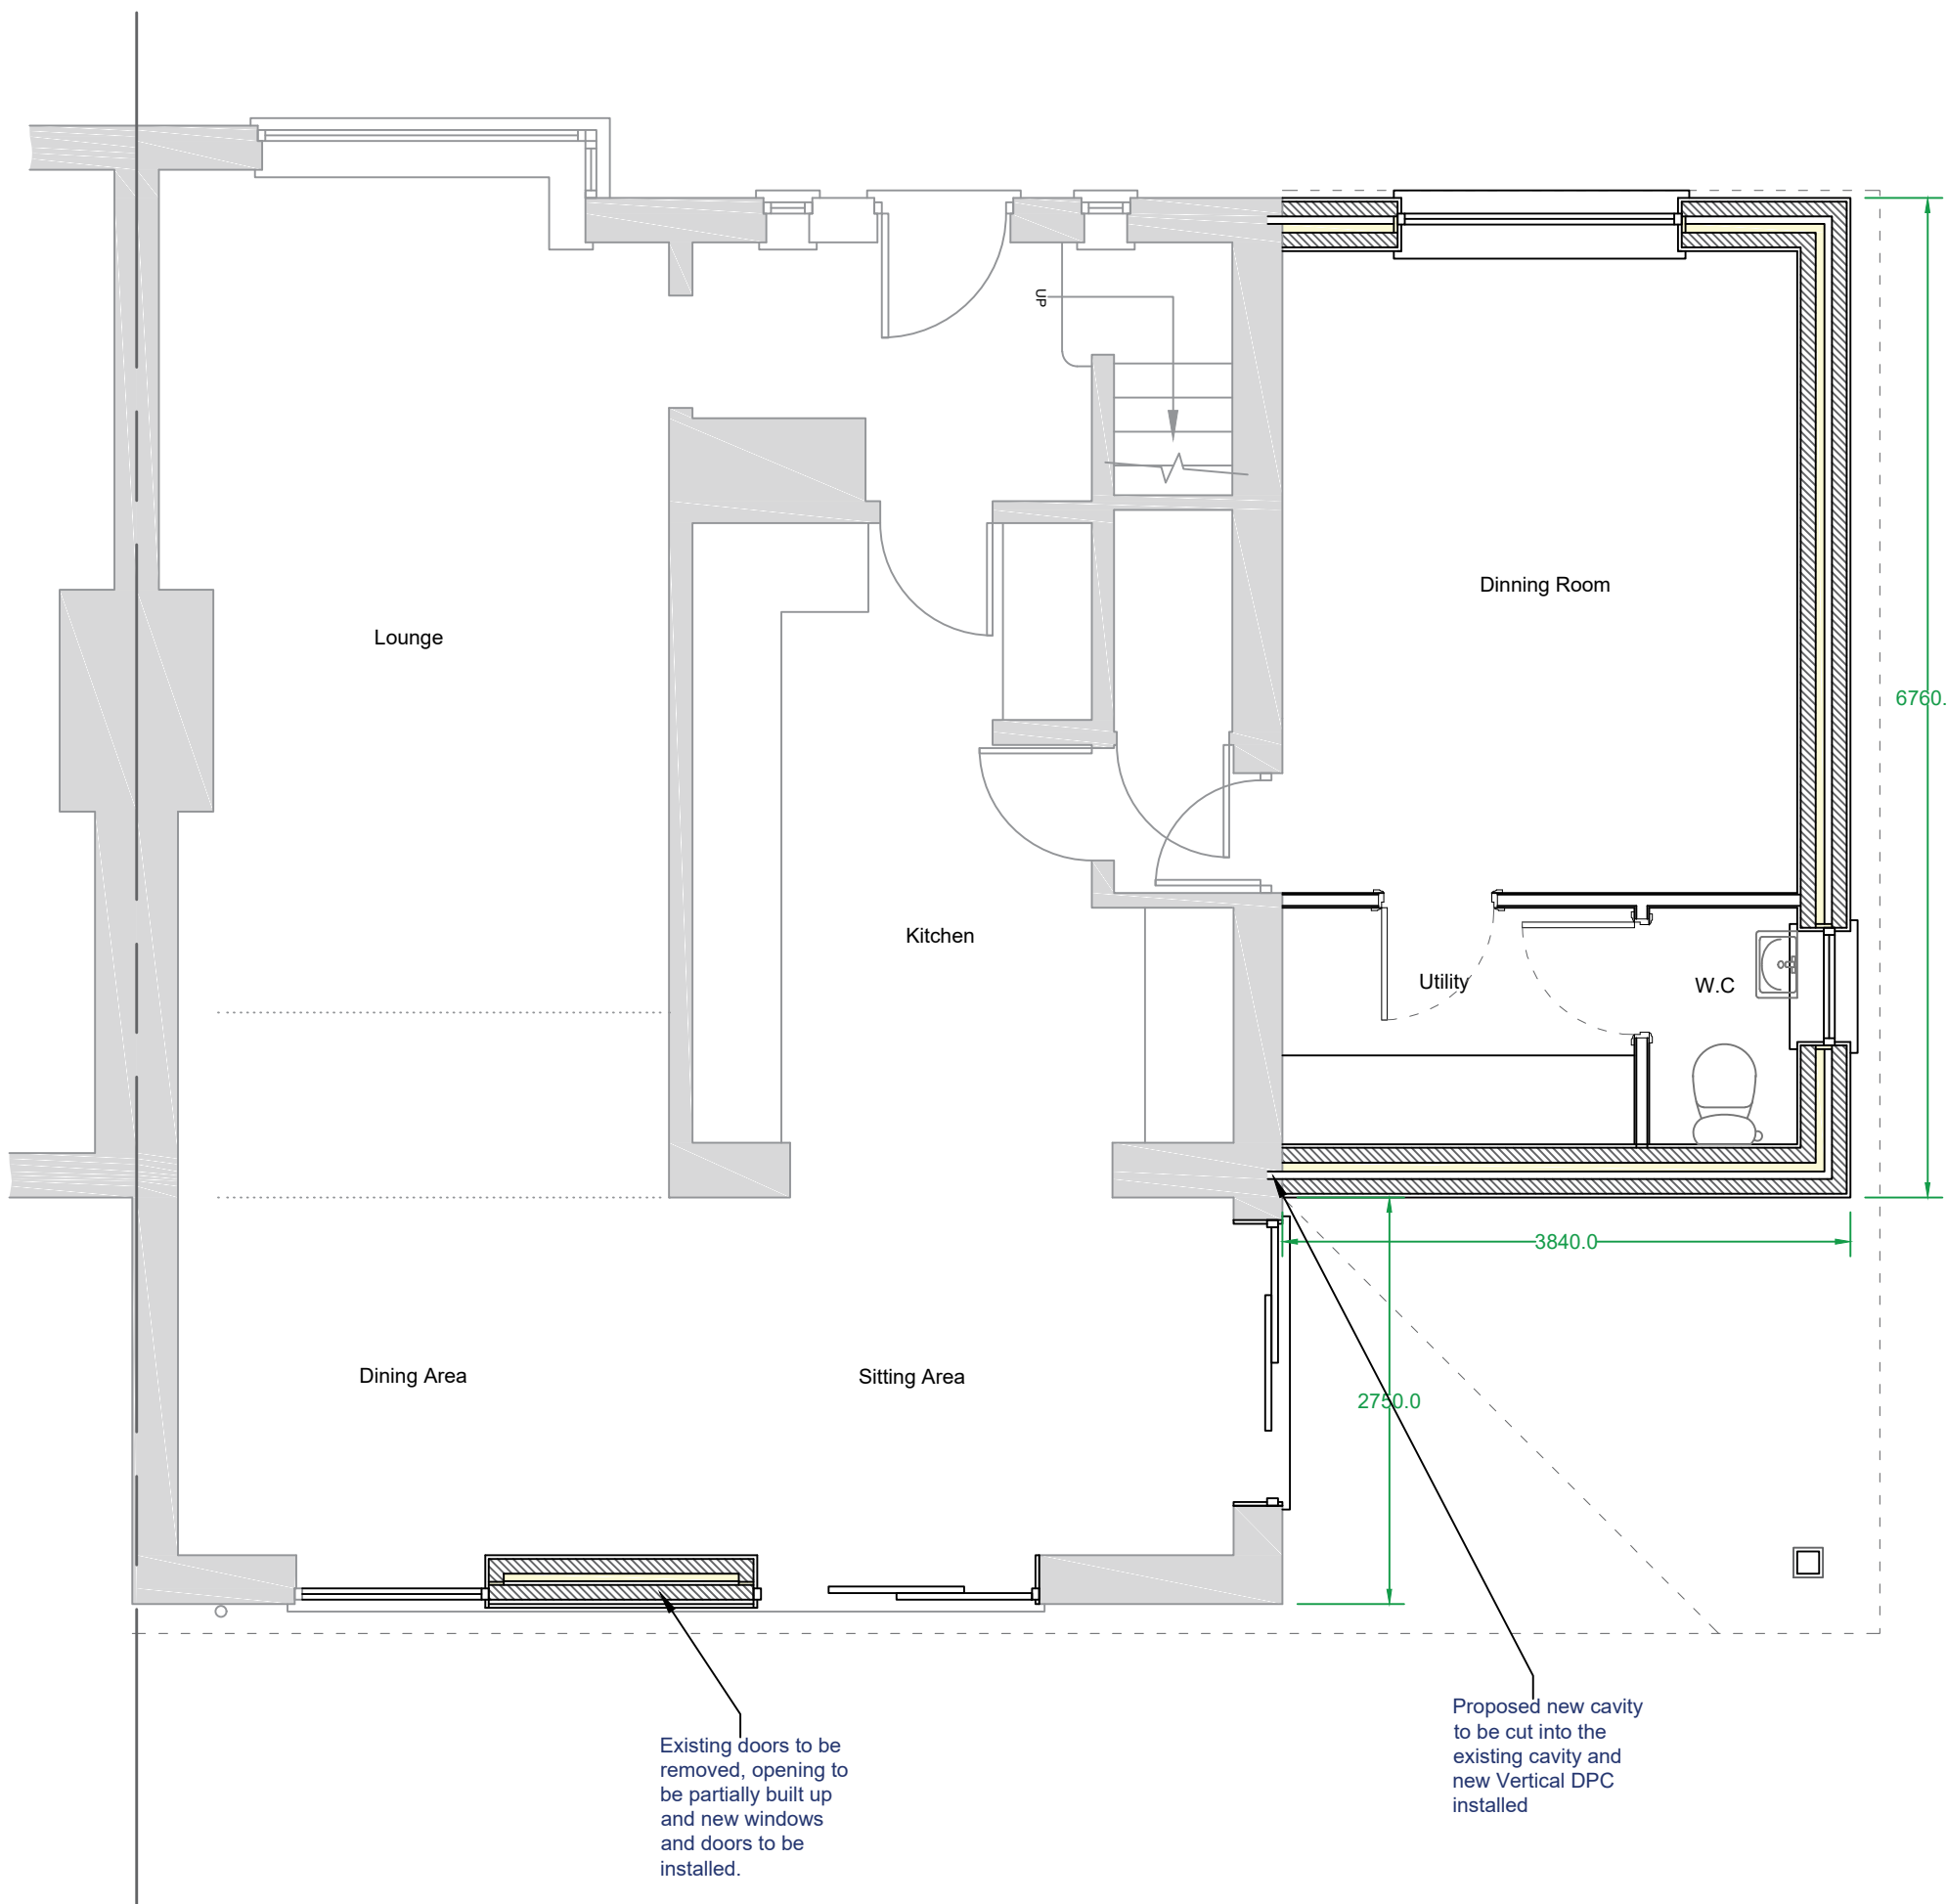 UP
Dinning Room
Lounge
6760.
Kitchen
Utility
W.C
3840.0
Dining Area
Sitting Area
2750.0
Proposed new cavity
to be cut into the
existing cavity and
new Vertical DPC
installed
Existing doors to be
removed, opening to
be partially built up
and new windows
and doors to be
installed.